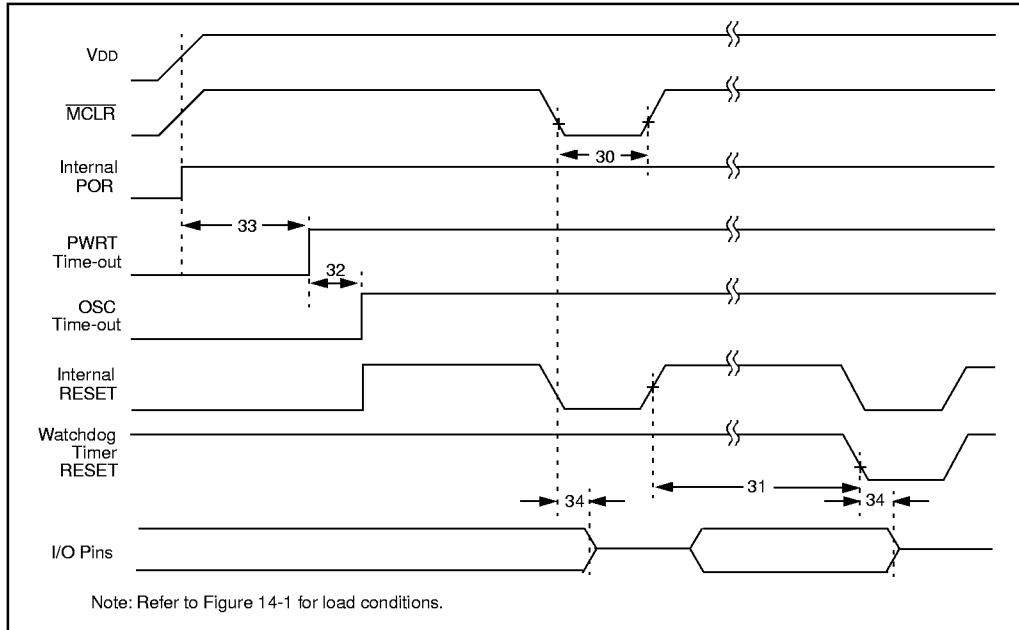 VDD
MCLR
30
Internal
POR
33
PWRT
Time-out
32
OSC
Time-out
Internal
RESET
Watchdog
Timer
RESET
31
34
34
I/O Pins
Note: Refer to Figure 14-1 for load conditions.